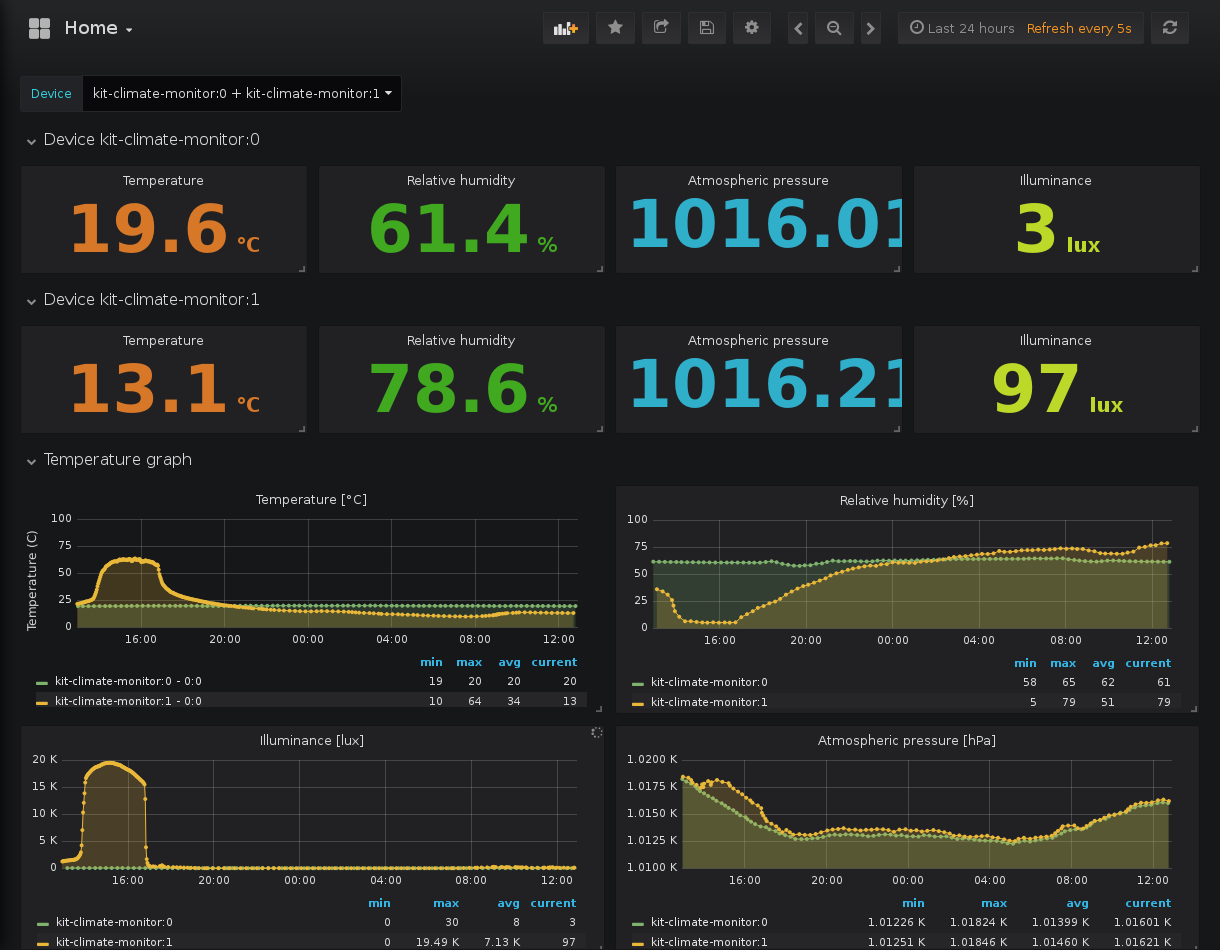 Home
Last 24 hours Refresh every 5s
Device kit-climate-monitor:0 + kit-climate-monitor:1
Device kit-climate-monitor:0
Temperature Relative humidity Atmospheric pressure Illuminance
19.6 °C 61.4 % 1016.01 3 lux
Device kit-climate-monitor:1
Temperature Relative humidity Atmospheric pressure Illuminance
13.1 °C 78.6 % 1016.21 97 lux
Temperature graph
Temperature [°C]
Temperature (C)
100
75
50
25
0
16:00 20:00 00:00 04:00 08:00 12:00
min max avg current
kit-climate-monitor:0 - 0:0 19 20 20 20
kit-climate-monitor:1 - 0:0 10 64 34 13
Relative humidity [%]
100
75
50
25
0
16:00 20:00 00:00 04:00 08:00 12:00
min max avg current
kit-climate-monitor:0 58 65 62 61
kit-climate-monitor:1 5 79 51 79
Illuminance [lux]
20 K
15 K
10 K
5 K
0
16:00 20:00 00:00 04:00 08:00 12:00
min max avg current
kit-climate-monitor:0 0 30 8 3
kit-climate-monitor:1 0 19.49 K 7.13 K 97
Atmospheric pressure [hPa]
1.0200 K
1.0175 K
1.0150 K
1.0125 K
1.0100 K
16:00 20:00 00:00 04:00 08:00 12:00
min max avg current
kit-climate-monitor:0 1.01226 K 1.01824 K 1.01399 K 1.01601 K
kit-climate-monitor:1 1.01251 K 1.01846 K 1.01460 K 1.01621 K